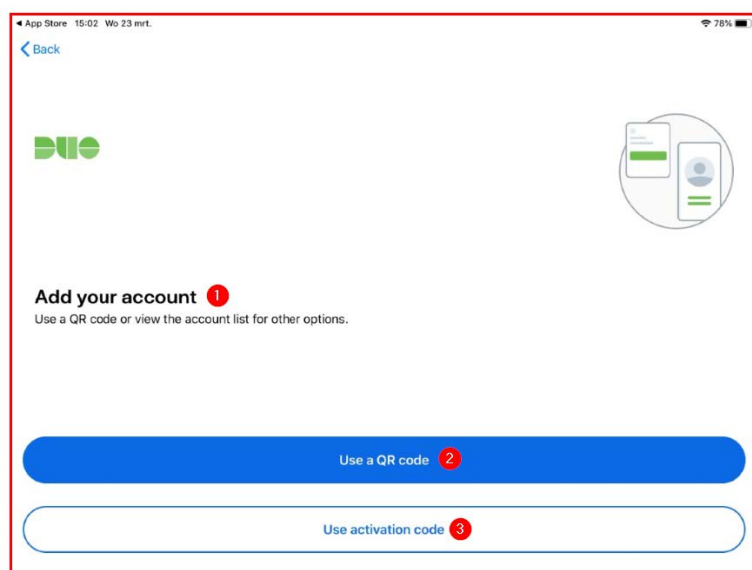 ◀ App Store 15:02 Wo 23 mrt. 78%
Back
DUO
Add your account 1
Use a QR code or view the account list for other options.
Use a QR code 2
Use activation code 3